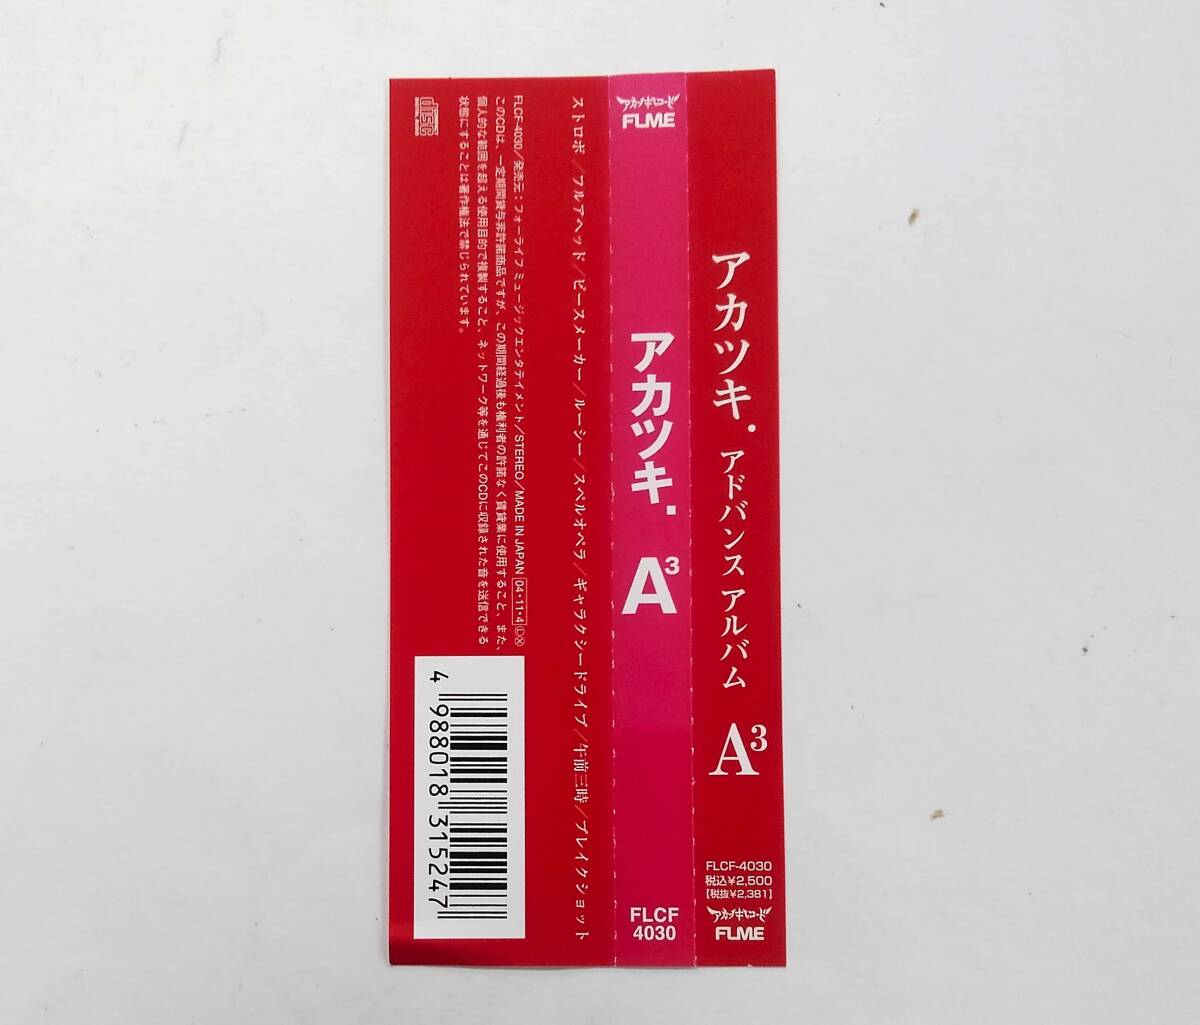 アカツキ. アドバンス アルバム A³
FLCF-4030
税込¥2,500
[税抜¥2,381]
アカツキレコード
FLME
アカツキレコード
FLME
アカツキ. A³
FLCF
4030
ストロボ／フルアヘッド／ピースメーカー／ルーシー／スペルオペラ／ギャラクシードライブ／午前三時／ブレイクショット
COMPACT
disc
DIGITAL AUDIO
FLCF-4030／発売元：フォーライフ ミュージックエンタテイメント／STEREO／MADE IN JAPAN 04・11・4 Ⓛ Ⓧ
このCDは、一定期間貸与非許諾商品ですが、この期間経過後も権利者の許諾なく賃貸業に使用すること、また、
個人的な範囲を超える使用目的で複製すること、ネットワーク等を通じてこのCDに収録された音を送信できる
状態にすることは著作権法で禁じられています。
4 988018 315247